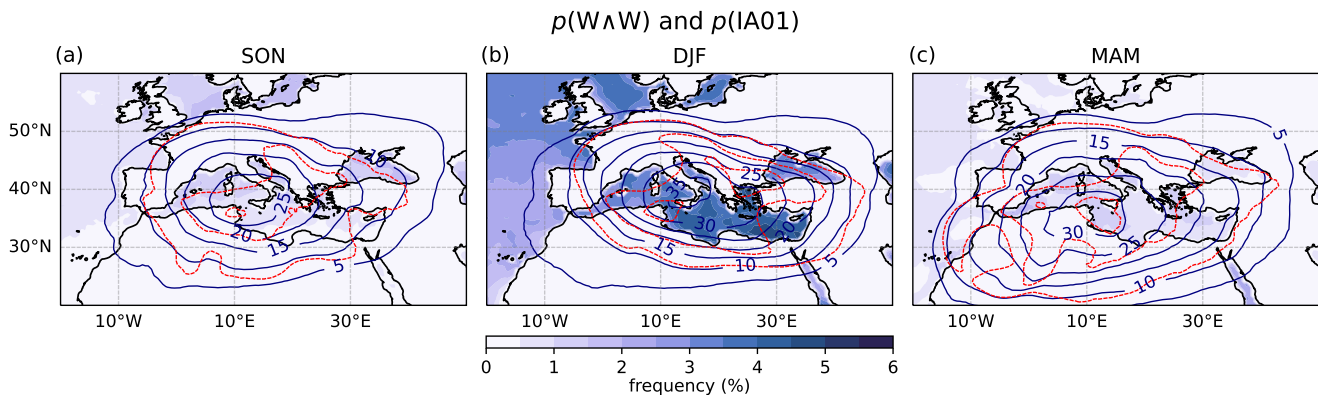 p(W∧W) and p(IA01)
(a) SON (b) DJF (c) MAM
50°N
40°N
30°N
10 25 20 15 5
25 35 30 20 15 10 5
5 15 20 30 25 10
10°W 10°E 30°E 10°W 10°E 30°E 10°W 10°E 30°E
0 1 2 3 4 5 6
frequency (%)